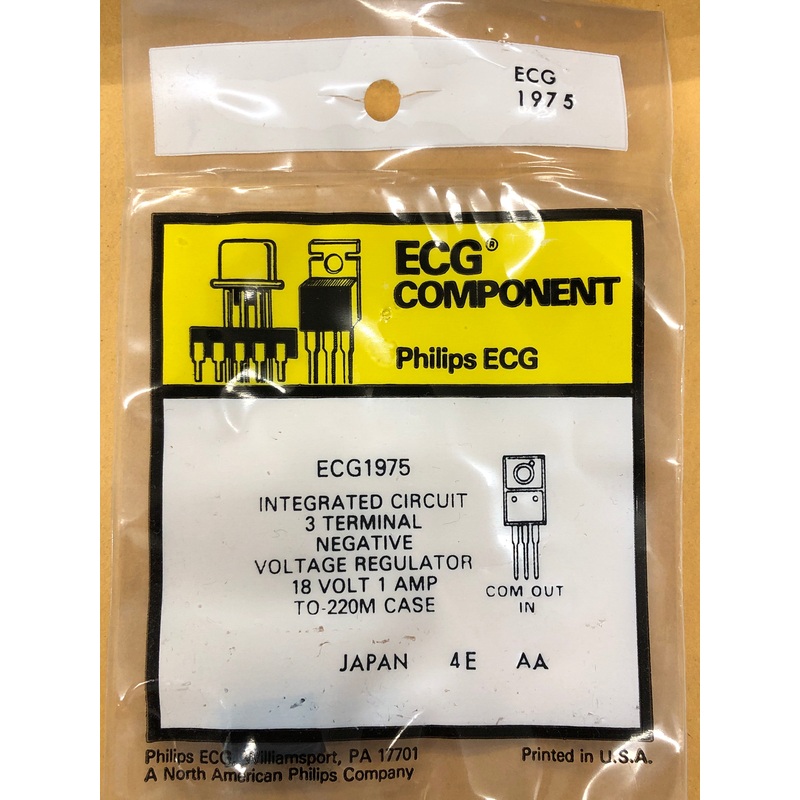 ECG
1975
ECG®
COMPONENT
Philips ECG
ECG1975
INTEGRATED CIRCUIT
3 TERMINAL
NEGATIVE
VOLTAGE REGULATOR
18 VOLT 1 AMP
TO-220M CASE
COM OUT
IN
JAPAN 4E AA
Philips ECG, Williamsport, PA 17701
A North American Philips Company
Printed in U.S.A.